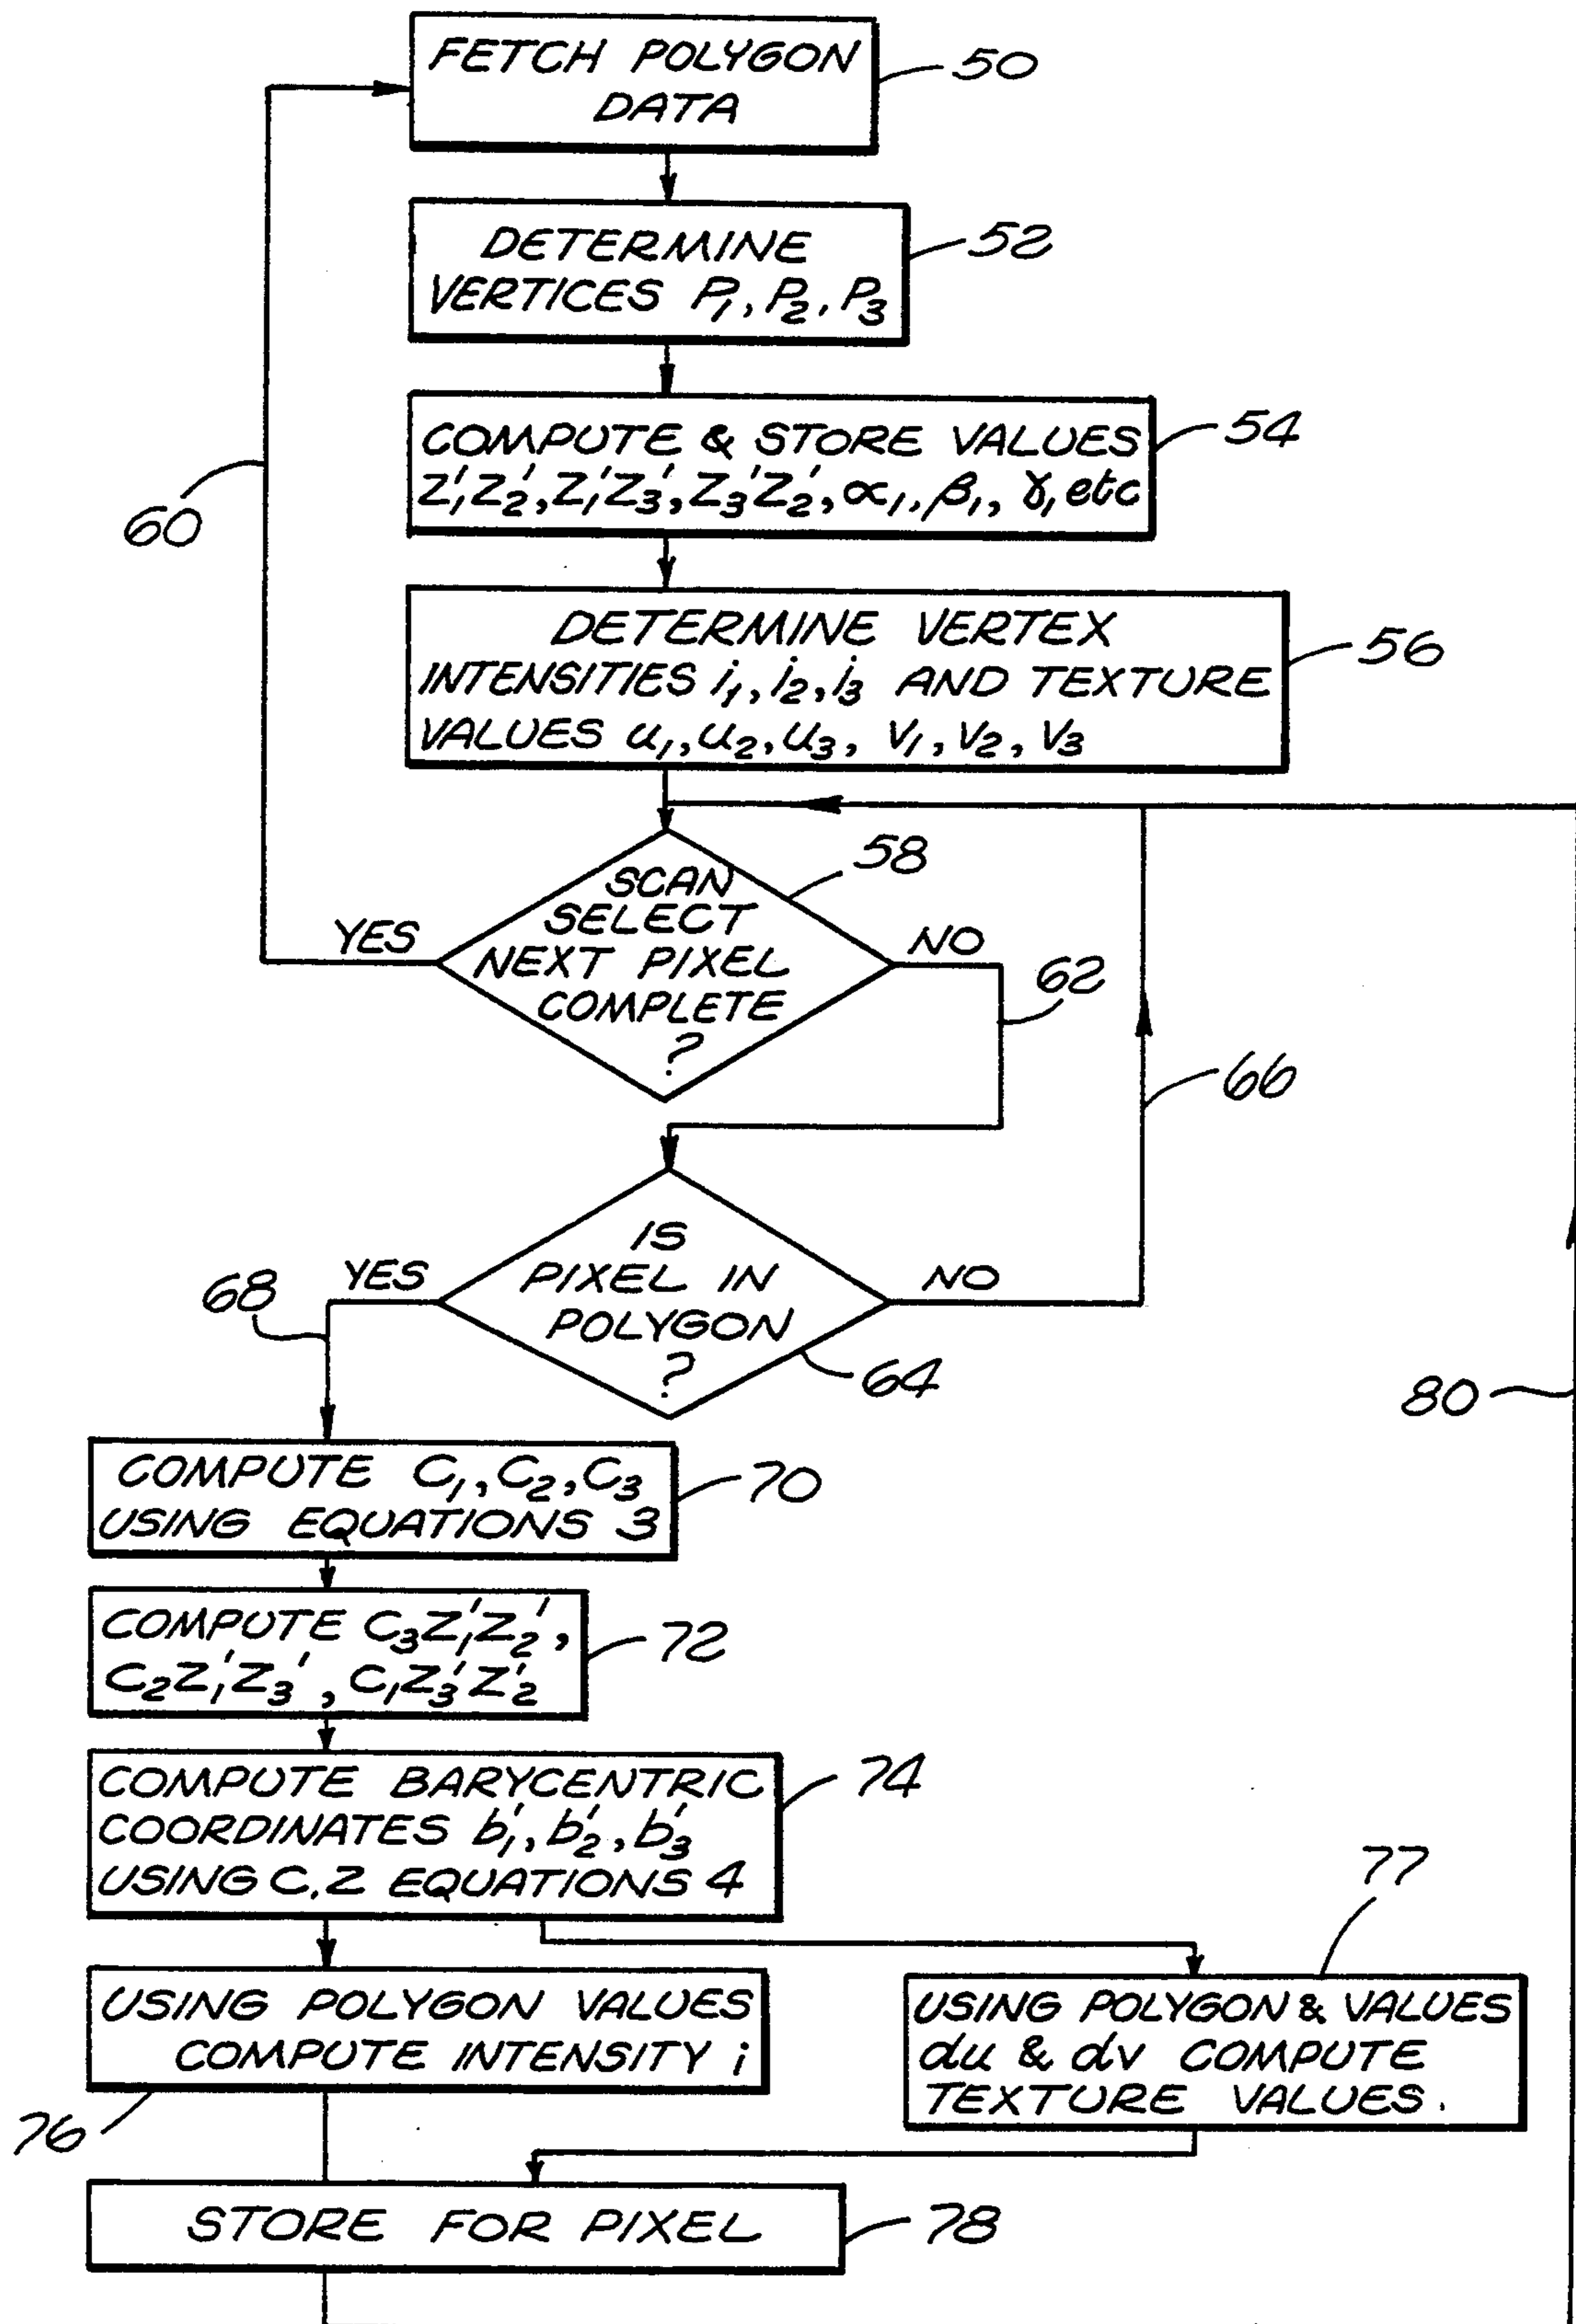 FETCH POLYGON
DATA
50
DETERMINE
VERTICES P₁, P₂, P₃
52
COMPUTE & STORE VALUES
Z₁'Z₂', Z₁'Z₃', Z₃'Z₂', α₁, β₁, γ₁ etc
54
60
DETERMINE VERTEX
INTENSITIES i₁, i₂, i₃ AND TEXTURE
VALUES u₁, u₂, u₃, v₁, v₂, v₃
56
SCAN
SELECT
NEXT PIXEL
COMPLETE
?
58
YES
NO
62
66
IS
PIXEL IN
POLYGON
?
YES
NO
68
64
80
COMPUTE C₁, C₂, C₃
USING EQUATIONS 3
70
COMPUTE C₃Z₁'Z₂',
C₂Z₁'Z₃', C₁Z₃'Z₂'
72
COMPUTE BARYCENTRIC
COORDINATES b₁', b₂', b₃'
USING C,Z EQUATIONS 4
74
77
USING POLYGON VALUES
COMPUTE INTENSITY i
76
USING POLYGON & VALUES
du & dv COMPUTE
TEXTURE VALUES.
STORE FOR PIXEL
78